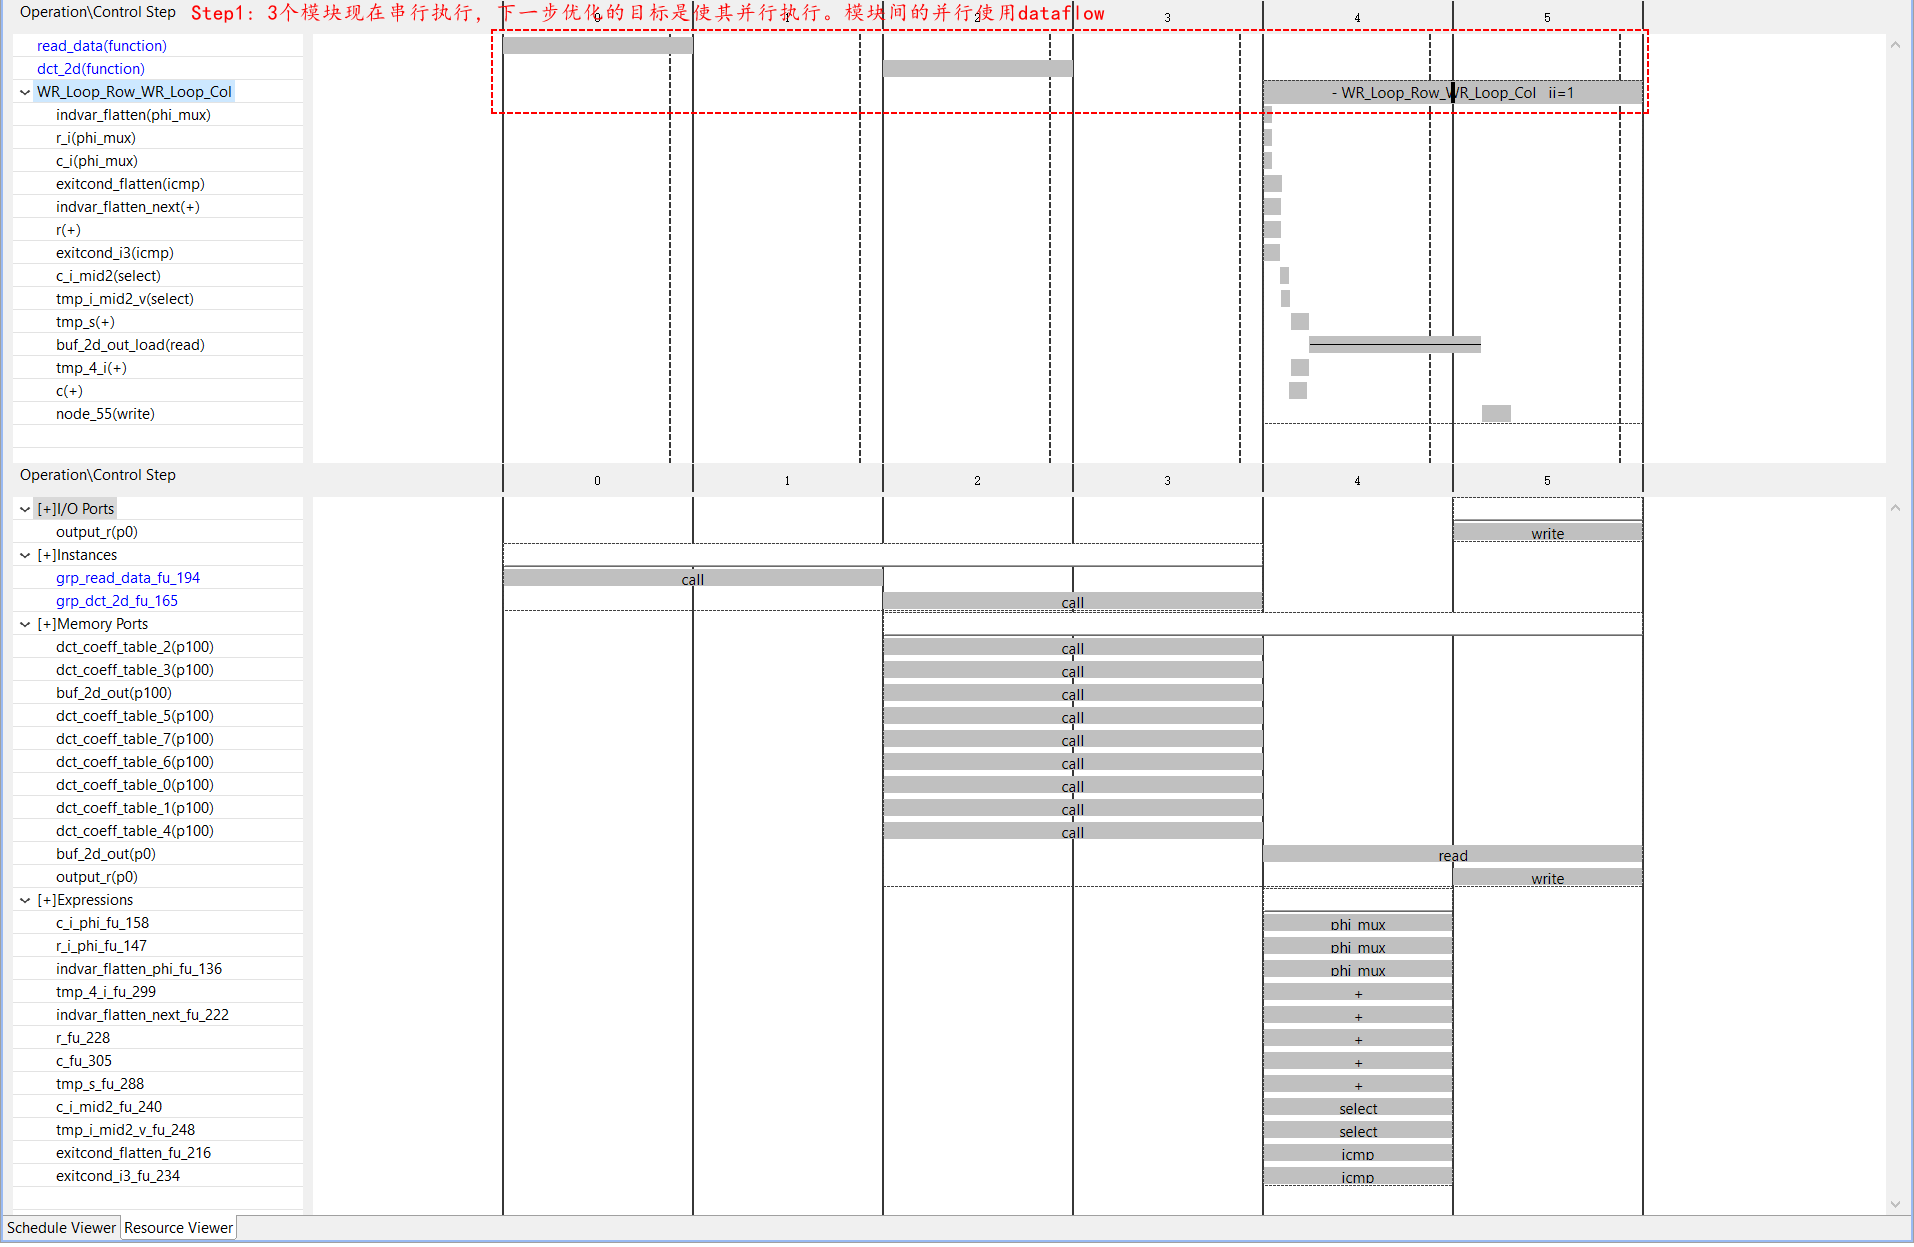 Operation\Control Step
Step1: 3个模块现在串行执行，下一步优化的目标是使其并行执行。模块间的并行使用dataflow
0 1 2 3 4 5
read_data(function)
dct_2d(function)
WR_Loop_Row_WR_Loop_Col
- WR_Loop_Row_WR_Loop_Col ii=1
indvar_flatten(phi_mux)
r_i(phi_mux)
c_i(phi_mux)
exitcond_flatten(icmp)
indvar_flatten_next(+)
r(+)
exitcond_i3(icmp)
c_i_mid2(select)
tmp_i_mid2_v(select)
tmp_s(+)
buf_2d_out_load(read)
tmp_4_i(+)
c(+)
node_55(write)
Operation\Control Step
0 1 2 3 4 5
[+]I/O Ports
output_r(p0) write
[+]Instances
grp_read_data_fu_194 call
grp_dct_2d_fu_165 call
[+]Memory Ports
dct_coeff_table_2(p100) call
dct_coeff_table_3(p100) call
buf_2d_out(p100) call
dct_coeff_table_5(p100) call
dct_coeff_table_7(p100) call
dct_coeff_table_6(p100) call
dct_coeff_table_0(p100) call
dct_coeff_table_1(p100) call
dct_coeff_table_4(p100) call
buf_2d_out(p0) read
output_r(p0) write
[+]Expressions
c_i_phi_fu_158 phi_mux
r_i_phi_fu_147 phi_mux
indvar_flatten_phi_fu_136 phi_mux
tmp_4_i_fu_299 +
indvar_flatten_next_fu_222 +
r_fu_228 +
c_fu_305 +
tmp_s_fu_288 +
c_i_mid2_fu_240 select
tmp_i_mid2_v_fu_248 select
exitcond_flatten_fu_216 icmp
exitcond_i3_fu_234 icmp
Schedule Viewer Resource Viewer